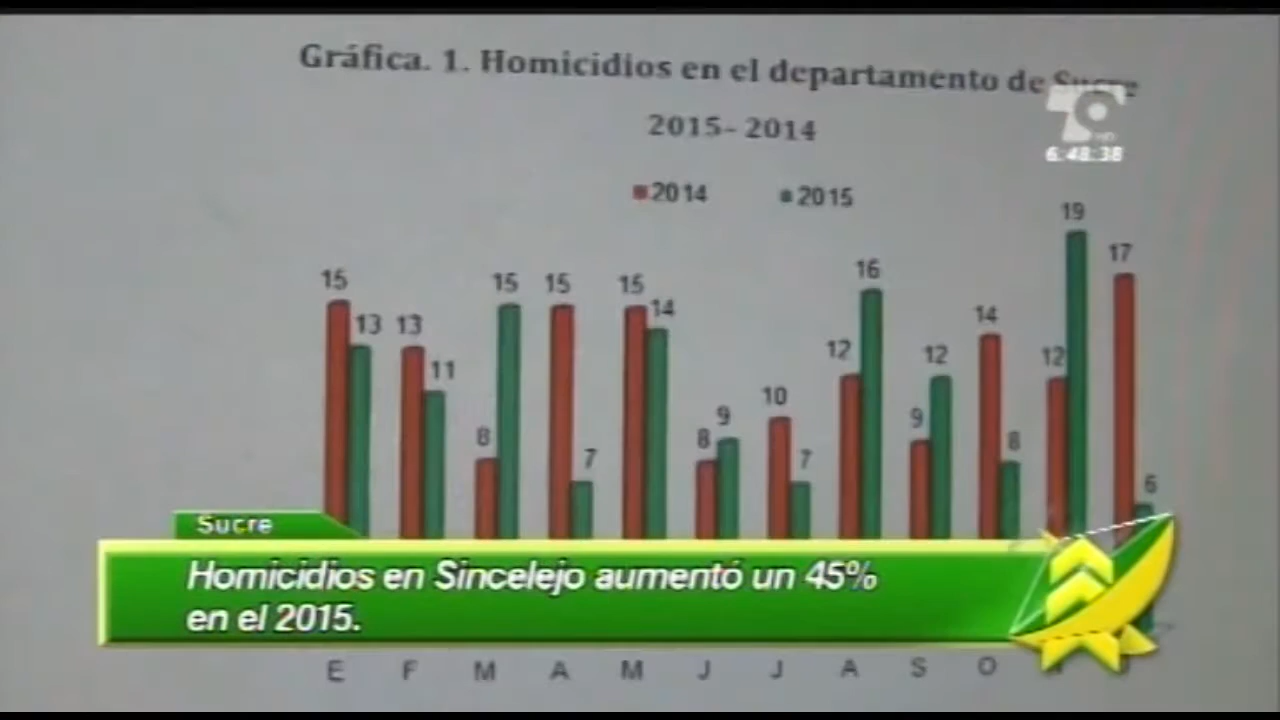 Gráfica. 1. Homicidios en el departamento de Sucre
2015- 2014
HD
6:48:38
2014 2015
15 13 13 11 8 15 15 7 15 14 8 9 10 7 12 16 9 12 14 8 12 19 17 6
Sucre
Homicidios en Sincelejo aumentó un 45%
en el 2015.
E F M A M J J A S O